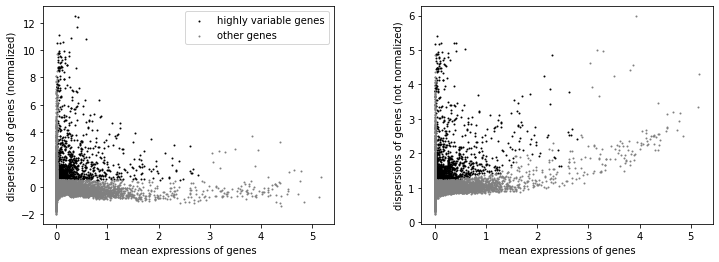 dispersions of genes (normalized)
12
10
8
6
4
2
0
−2
highly variable genes
other genes
0 1 2 3 4 5
mean expressions of genes
dispersions of genes (not normalized)
6
5
4
3
2
1
0
0 1 2 3 4 5
mean expressions of genes